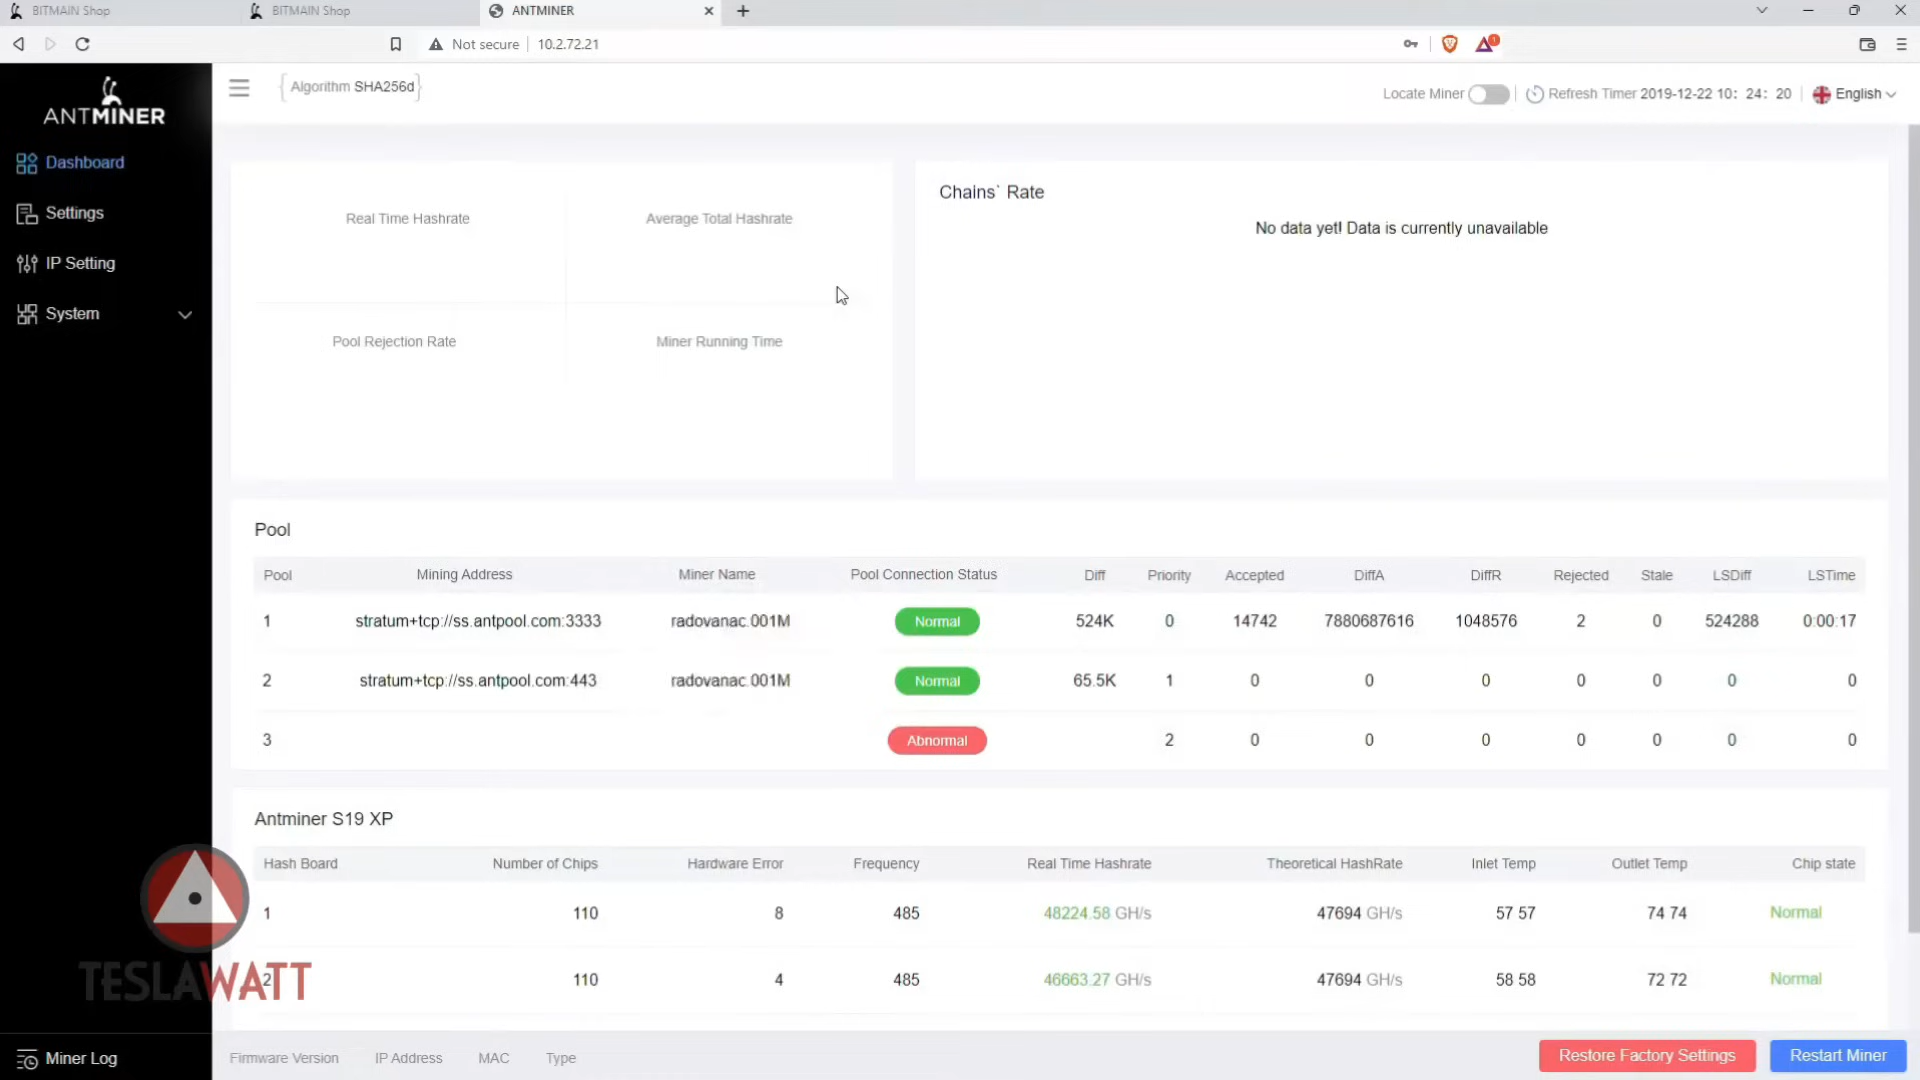 BITMAIN Shop
BITMAIN Shop
ANTMINER
Not secure
10.2.72.21
1
ANTMINER
Algorithm SHA256d
Locate Miner
Refresh Timer 2019-12-22 10: 24: 20
English
Dashboard
Settings
IP Setting
System
Real Time Hashrate
Average Total Hashrate
Pool Rejection Rate
Miner Running Time
Chains` Rate
No data yet! Data is currently unavailable
Pool
Pool Mining Address Miner Name Pool Connection Status Diff Priority Accepted DiffA DiffR Rejected Stale LSDiff LSTime
1 stratum+tcp://ss.antpool.com:3333 radovanac.001M Normal 524K 0 14742 7880687616 1048576 2 0 524288 0:00:17
2 stratum+tcp://ss.antpool.com:443 radovanac.001M Normal 65.5K 1 0 0 0 0 0 0 0
3 Abnormal 2 0 0 0 0 0 0 0
Antminer S19 XP
Hash Board Number of Chips Hardware Error Frequency Real Time Hashrate Theoretical HashRate Inlet Temp Outlet Temp Chip state
1 110 8 485 48224.58 GH/s 47694 GH/s 57 57 74 74 Normal
2 110 4 485 46663.27 GH/s 47694 GH/s 58 58 72 72 Normal
TESLAWATT
Miner Log
Firmware Version IP Address MAC Type
Restore Factory Settings
Restart Miner